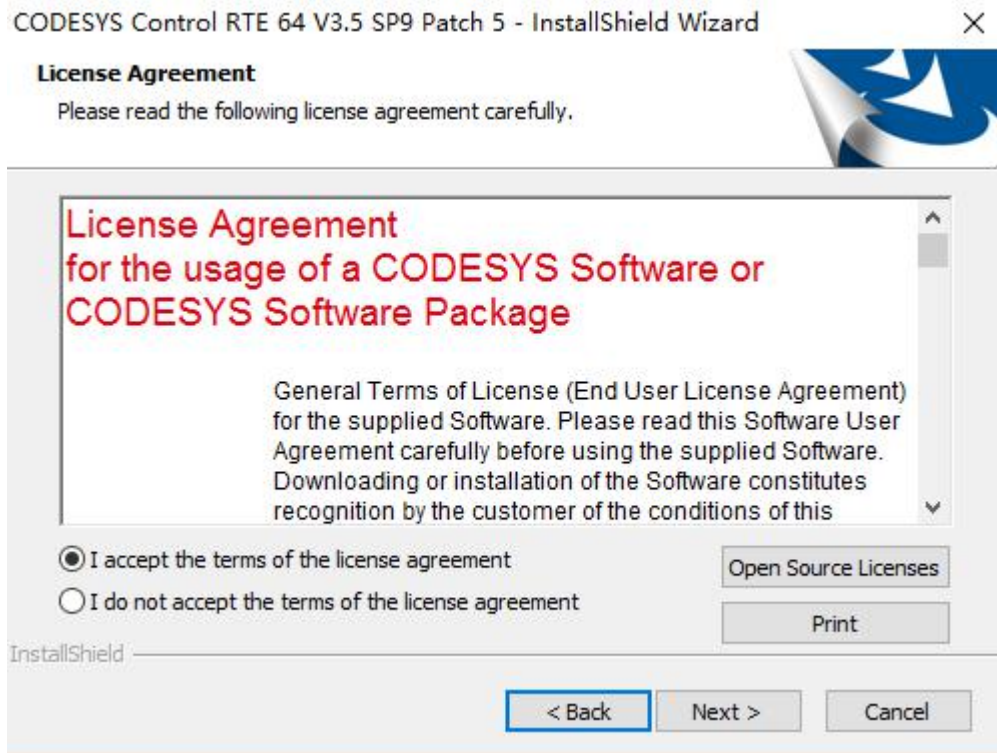 CODESYS Control RTE 64 V3.5 SP9 Patch 5 - InstallShield Wizard
License Agreement
Please read the following license agreement carefully.
License Agreement
for the usage of a CODESYS Software or
CODESYS Software Package
General Terms of License (End User License Agreement)
for the supplied Software. Please read this Software User
Agreement carefully before using the supplied Software.
Downloading or installation of the Software constitutes
recognition by the customer of the conditions of this
I accept the terms of the license agreement
Open Source Licenses
I do not accept the terms of the license agreement
Print
InstallShield
< Back
Next >
Cancel